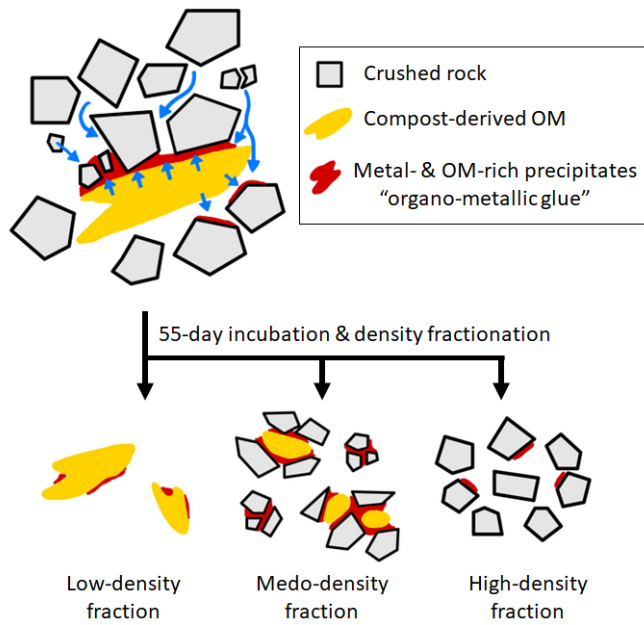 Crushed rock
Compost-derived OM
Metal- & OM-rich precipitates
“organo-metallic glue”
55-day incubation & density fractionation
Low-density
fraction
Medo-density
fraction
High-density
fraction